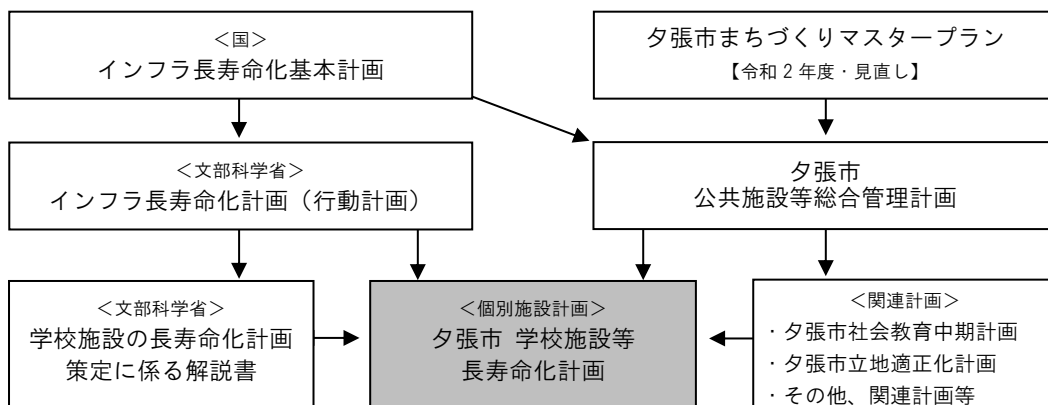 <国>
インフラ長寿命化基本計画
夕張市まちづくりマスタープラン
【令和2年度・見直し】
<文部科学省>
インフラ長寿命化計画（行動計画）
夕張市
公共施設等総合管理計画
<文部科学省>
学校施設の長寿命化計画
策定に係る解説書
<個別施設計画>
夕張市 学校施設等
長寿命化計画
<関連計画>
・夕張市社会教育中期計画
・夕張市立地適正化計画
・その他、関連計画等